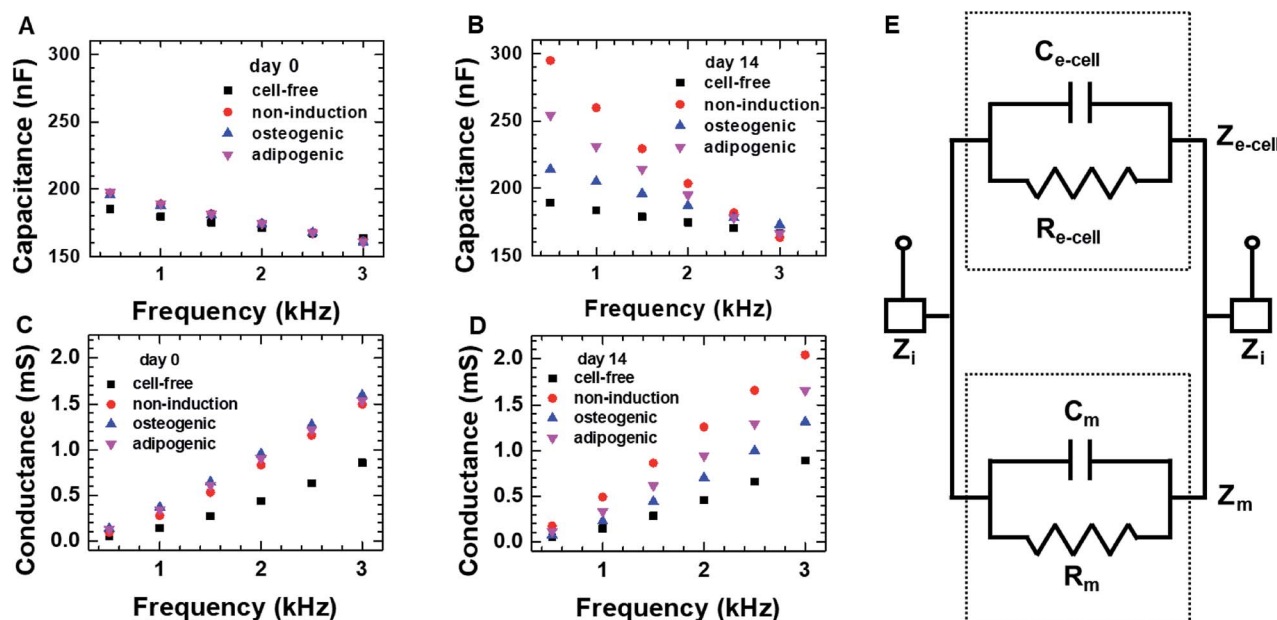 A
Capacitance (nF)
300
250
200
150
day 0
cell-free
non-induction
osteogenic
adipogenic
1 2 3
Frequency (kHz)
B
Capacitance (nF)
300
250
200
150
day 14
cell-free
non-induction
osteogenic
adipogenic
1 2 3
Frequency (kHz)
C
Conductance (mS)
2.0
1.5
1.0
0.5
0.0
day 0
cell-free
non-induction
osteogenic
adipogenic
1 2 3
Frequency (kHz)
D
Conductance (mS)
2.0
1.5
1.0
0.5
0.0
day 14
cell-free
non-induction
osteogenic
adipogenic
1 2 3
Frequency (kHz)
E
Ce-cell
Ze-cell
Re-cell
Zi
Zi
Cm
Zm
Rm